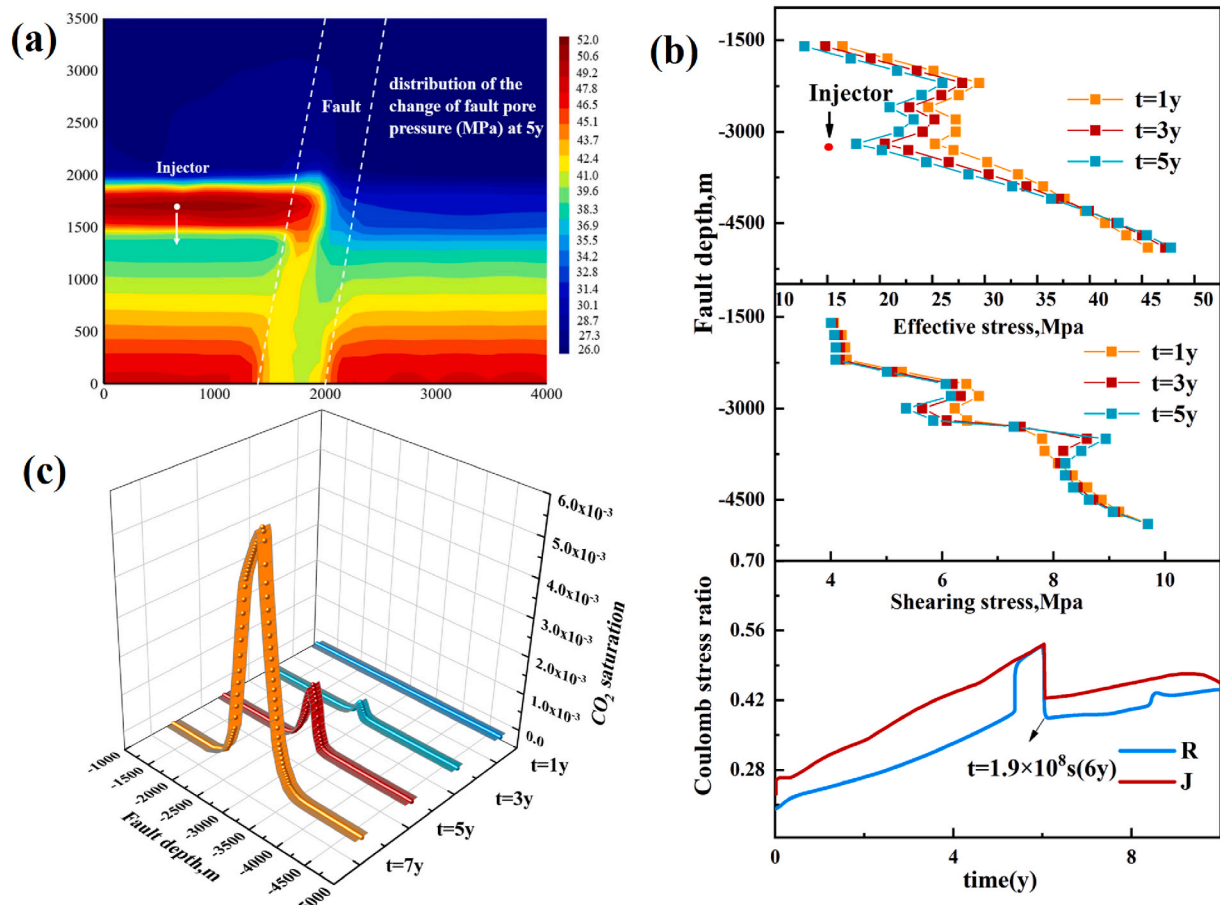 (a)
3500
3000
2500
2000
1500
1000
500
0
0
1000
2000
3000
4000
Fault
distribution of the
change of fault pore
pressure (MPa) at 5y
Injector
52.0
49.2
46.5
45.5
44.2
43.0
42.0
41.0
39.6
38.3
36.9
35.5
34.2
32.8
31.4
30.1
28.7
27.3
26.0
(b)
-1500
-3000
-4500
Fault depth,m
Injector
t=1y
t=3y
t=5y
10 15 20 25 30 35 40 45 50
Effective stress,Mpa
-1500
-3000
-4500
t=1y
t=3y
t=5y
4 6 8 10
Shearing stress,Mpa
0.70
0.56
0.42
0.28
Coulomb stress ratio
t=1.9×10⁸s(6y)
R
J
0 4 8
time(y)
(c)
6.0x10⁻³
5.0x10⁻³
4.0x10⁻³
3.0x10⁻³
2.0x10⁻³
1.0x10⁻³
0.0
CO₂ saturation
t=1y
t=3y
t=5y
t=7y
-1000
-1500
-2000
-2500
-3000
-3500
-4000
-4500
Fault depth,m